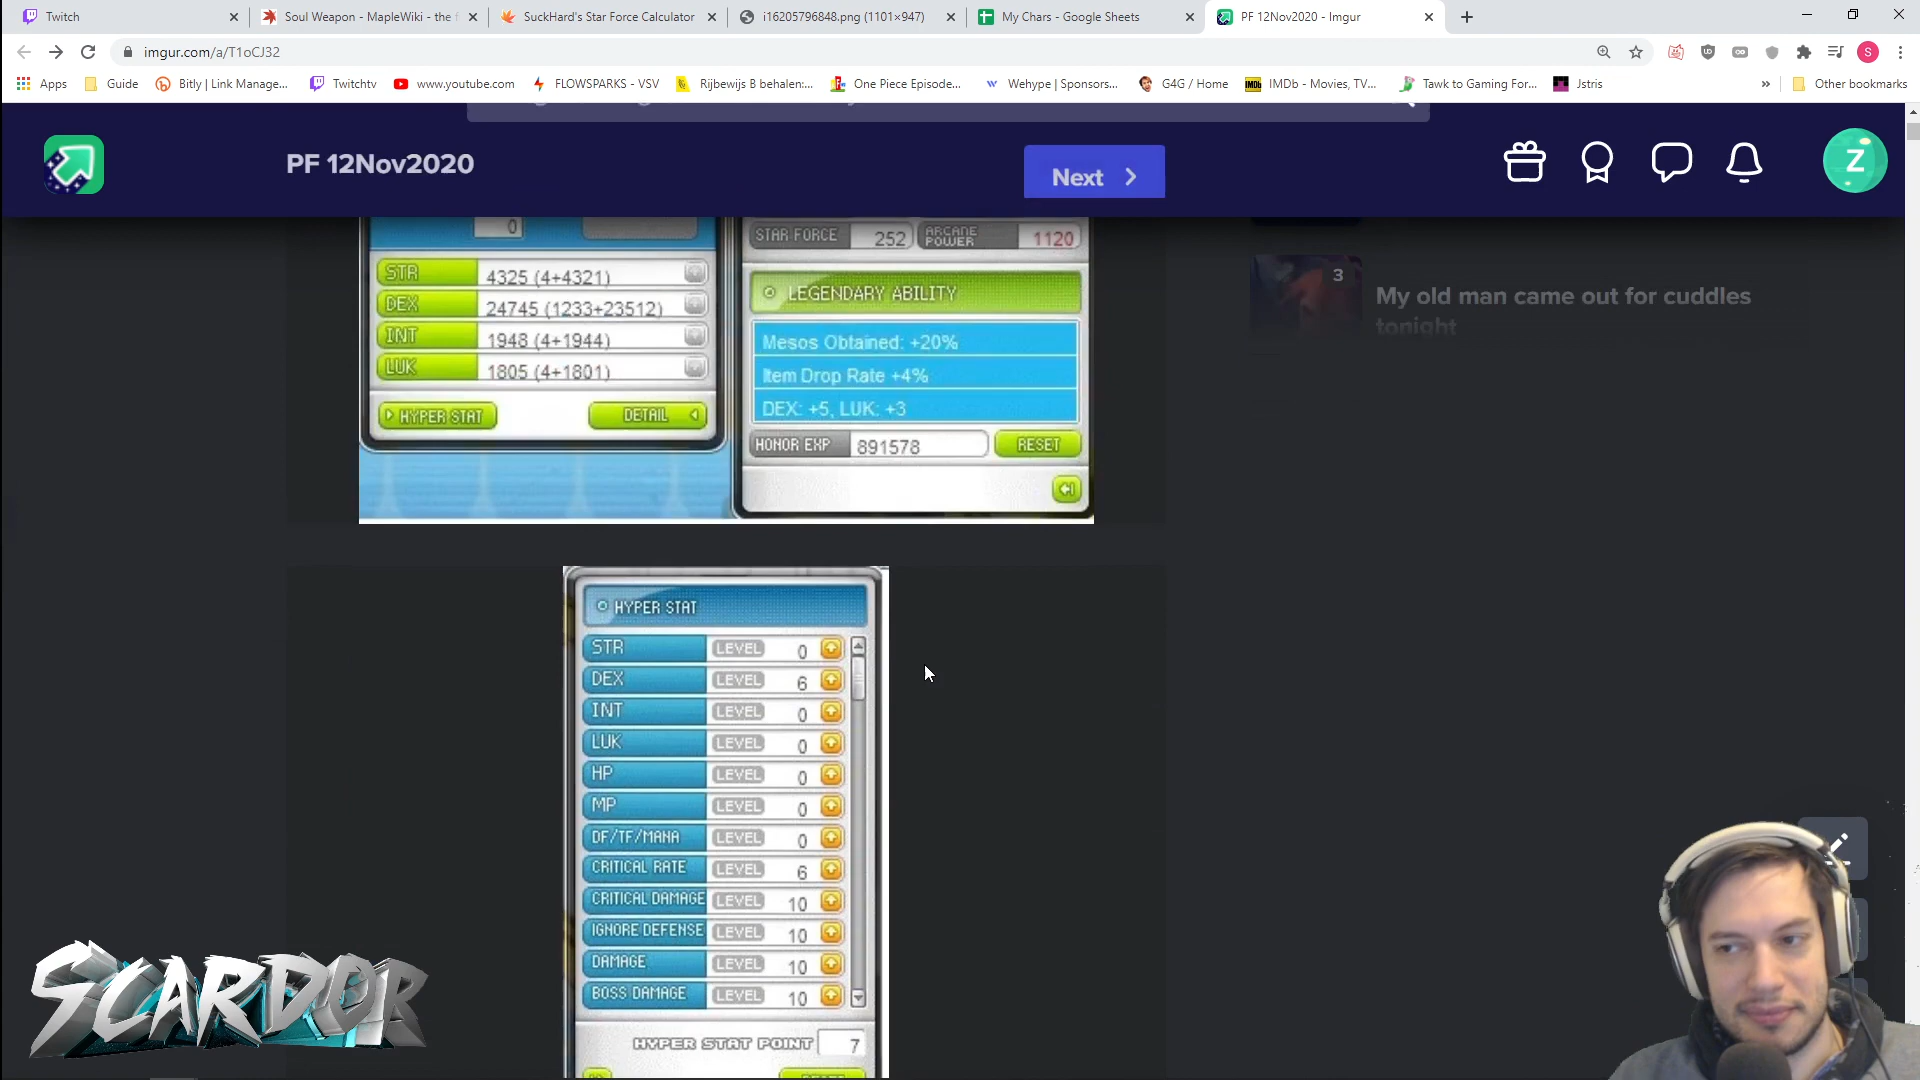 Twitch
Soul Weapon - MapleWiki - the f
SuckHard's Star Force Calculator
i16205796848.png (1101×947)
My Chars - Google Sheets
PF 12Nov2020 - Imgur
imgur.com/a/T1oCJ32
S
Apps
Guide
Bitly | Link Manage...
Twitchtv
www.youtube.com
FLOWSPARKS - VSV
Rijbewijs B behalen:...
One Piece Episode...
Wehype | Sponsors...
G4G / Home
IMDb - Movies, TV...
Tawk to Gaming For...
Jstris
»
Other bookmarks
PF 12Nov2020
Next
Z
0
STR 4325 (4+4321)
DEX 24745 (1233+23512)
INT 1948 (4+1944)
LUK 1805 (4+1801)
HYPER STAT
DETAIL
STAR FORCE 252
ARCANE POWER 1120
LEGENDARY ABILITY
Mesos Obtained: +20%
Item Drop Rate +4%
DEX: +5, LUK: +3
HONOR EXP 891578 RESET
3
My old man came out for cuddles
tonight
HYPER STAT
STR LEVEL 0
DEX LEVEL 6
INT LEVEL 0
LUK LEVEL 0
HP LEVEL 0
MP LEVEL 0
DF/TF/MANA LEVEL 0
CRITICAL RATE LEVEL 6
CRITICAL DAMAGE LEVEL 10
IGNORE DEFENSE LEVEL 10
DAMAGE LEVEL 10
BOSS DAMAGE LEVEL 10
HYPER STAT POINT 7
SCARDOR